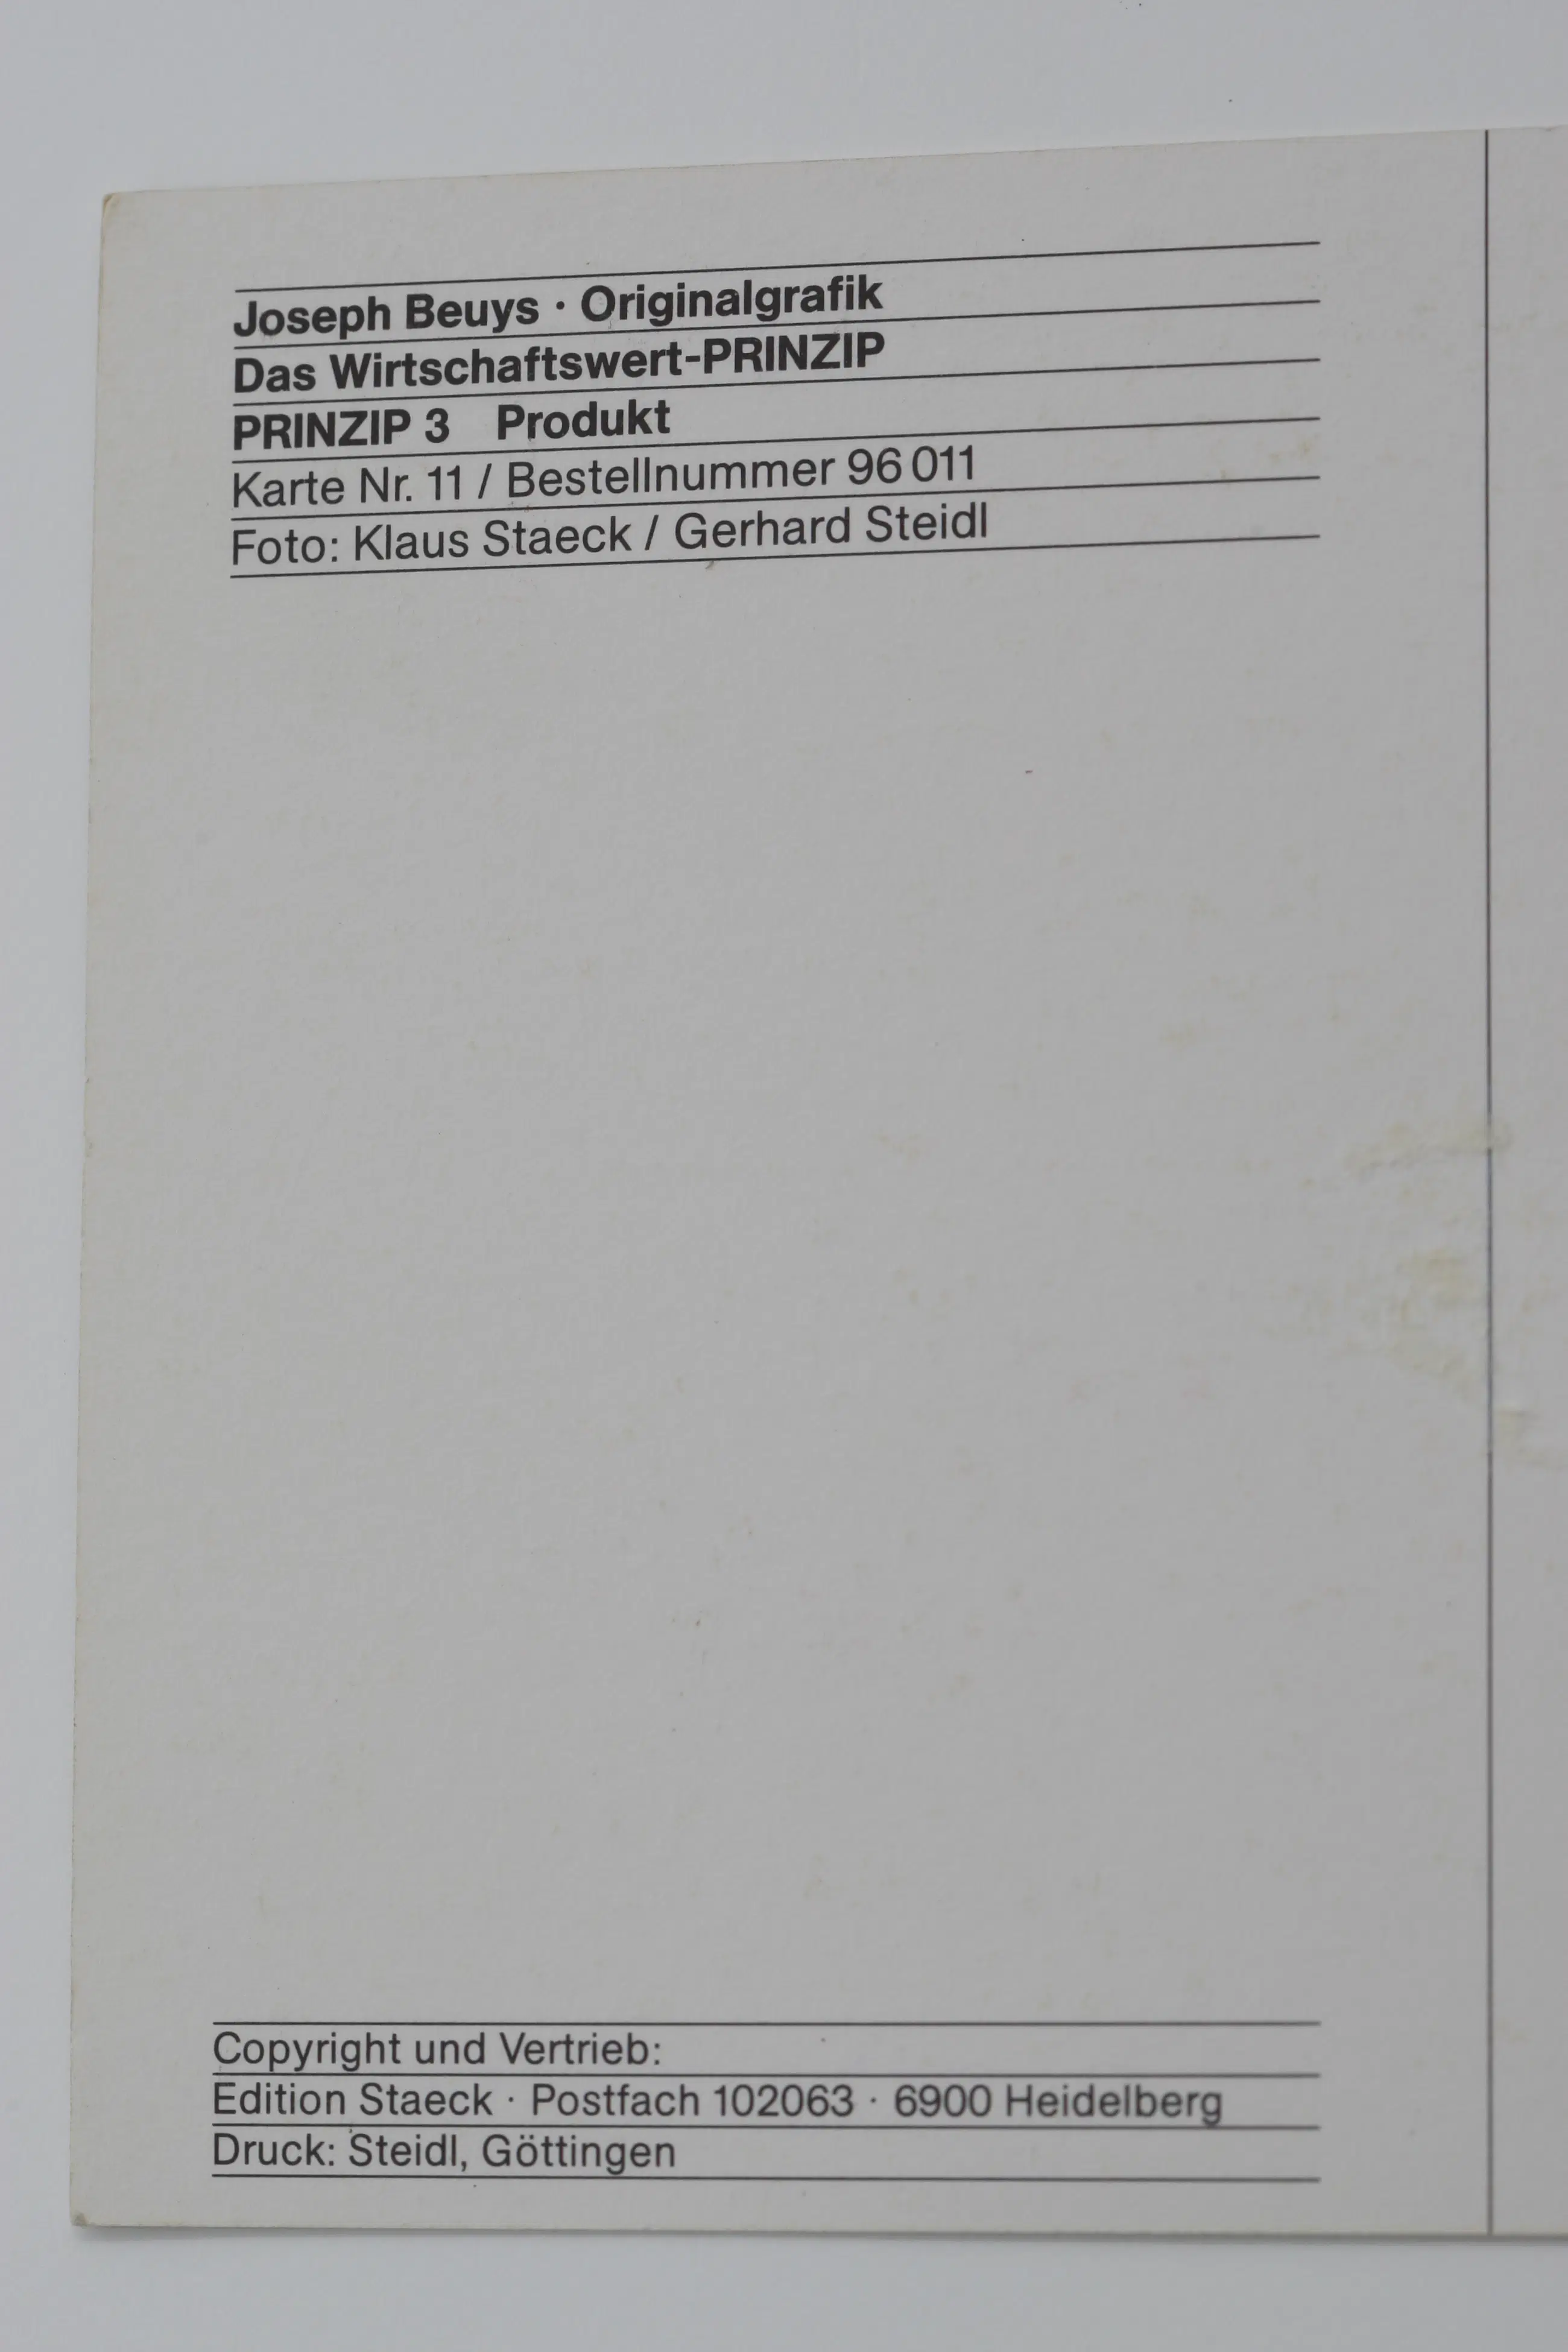 Joseph Beuys · Originalgrafik
Das Wirtschaftswert-PRINZIP
PRINZIP 3 Produkt
Karte Nr. 11 / Bestellnummer 96 011
Foto: Klaus Staeck / Gerhard Steidl
Copyright und Vertrieb:
Edition Staeck · Postfach 102063 · 6900 Heidelberg
Druck: Steidl, Göttingen